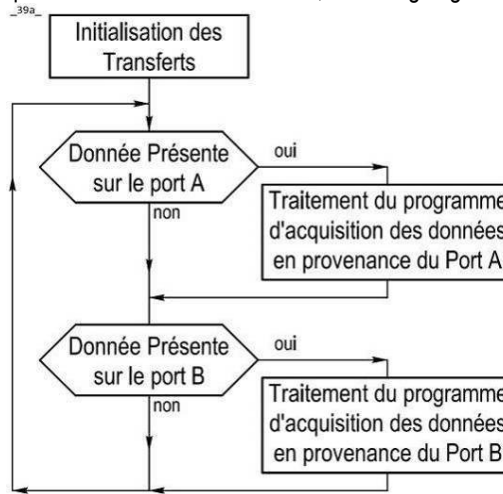 _39a_
Initialisation des
Transferts
Donnée Présente
sur le port A
oui
non
Traitement du programme
d'acquisition des données
en provenance du Port A
Donnée Présente
sur le port B
oui
non
Traitement du programme
d'acquisition des données
en provenance du Port B